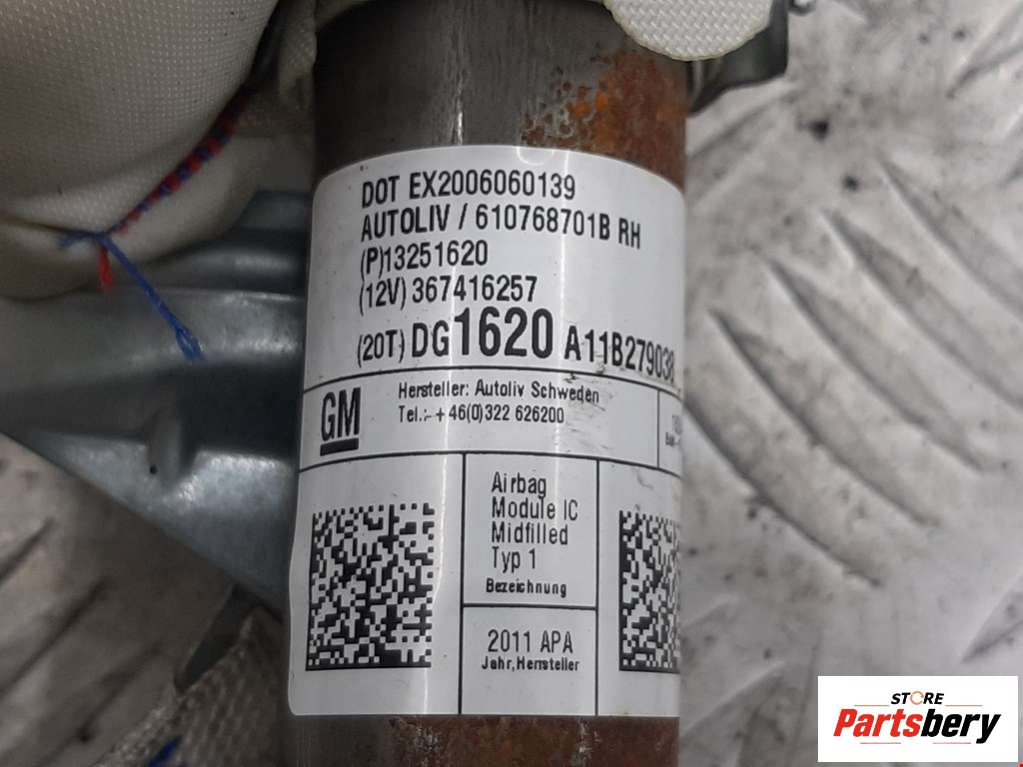 DOT EX2006060139
AUTOLIV / 610768701B RH
(P)13251620
(12V) 367416257
(20T) DG1620 A11B279038
GM
Hersteller: Autoliv Schweden
Tel.:- + 46(0)322 626200
Airbag
Module IC
Midfilled
Typ 1
Bezeichnung
2011 APA
Jahr, Hersteller
STORE
Partsbery